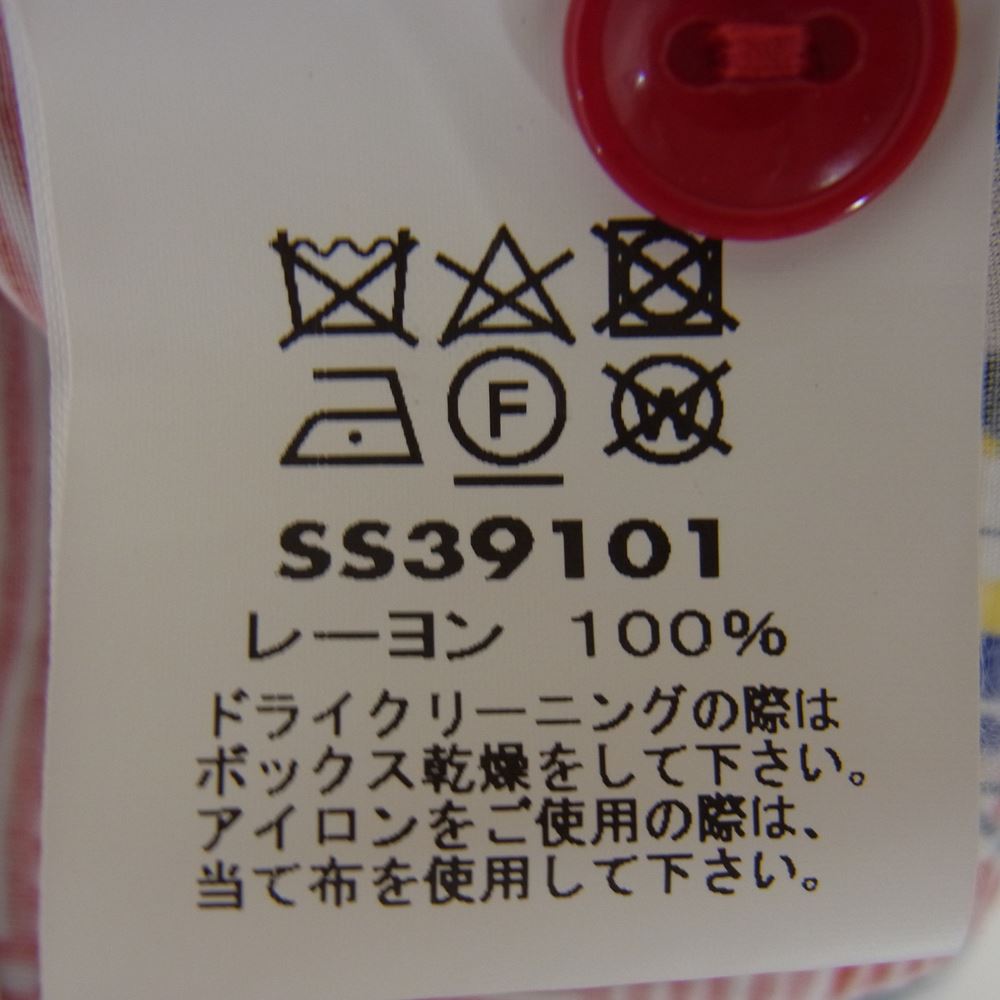 F W
SS39101
レーヨン 100%
ドライクリーニングの際は
ボックス乾燥をして下さい。
アイロンをご使用の際は、
当て布を使用して下さい。